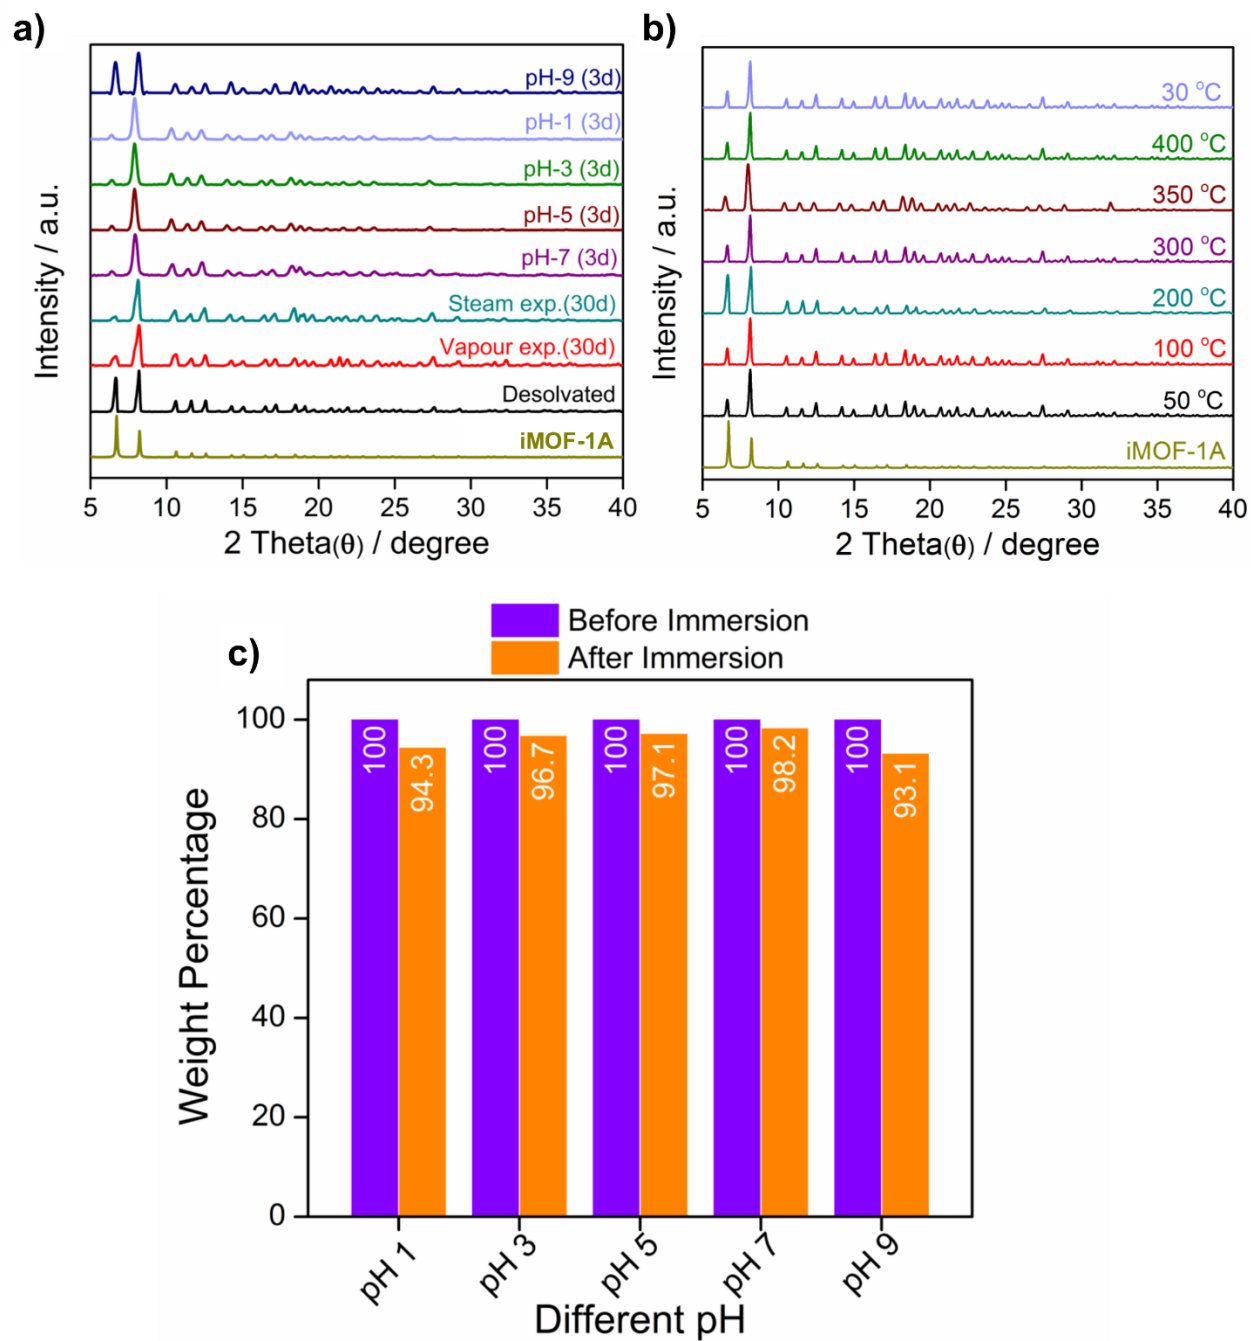 a)
pH-9 (3d)
pH-1 (3d)
pH-3 (3d)
pH-5 (3d)
pH-7 (3d)
Steam exp.(30d)
Vapour exp.(30d)
Desolvated
iMOF-1A
Intensity / a.u.
5 10 15 20 25 30 35 40
2 Theta(θ) / degree
b)
30 °C
400 °C
350 °C
300 °C
200 °C
100 °C
50 °C
iMOF-1A
Intensity / a.u.
5 10 15 20 25 30 35 40
2 Theta(θ) / degree
c)
Before Immersion
After Immersion
Weight Percentage
100
80
60
40
20
0
100 94.3 100 96.7 100 97.1 100 98.2 100 93.1
pH 1 pH 3 pH 5 pH 7 pH 9
Different pH